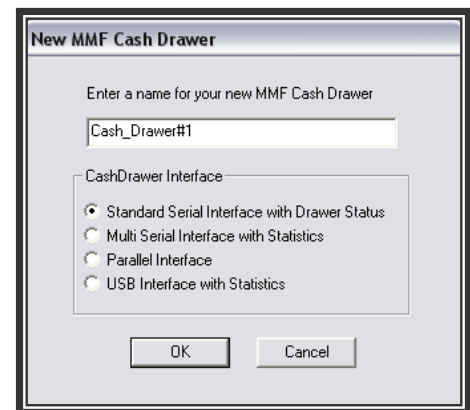 New MMF Cash Drawer
Enter a name for your new MMF Cash Drawer
Cash_Drawer#1
CashDrawer Interface
Standard Serial Interface with Drawer Status
Multi Serial Interface with Statistics
Parallel Interface
USB Interface with Statistics
OK Cancel